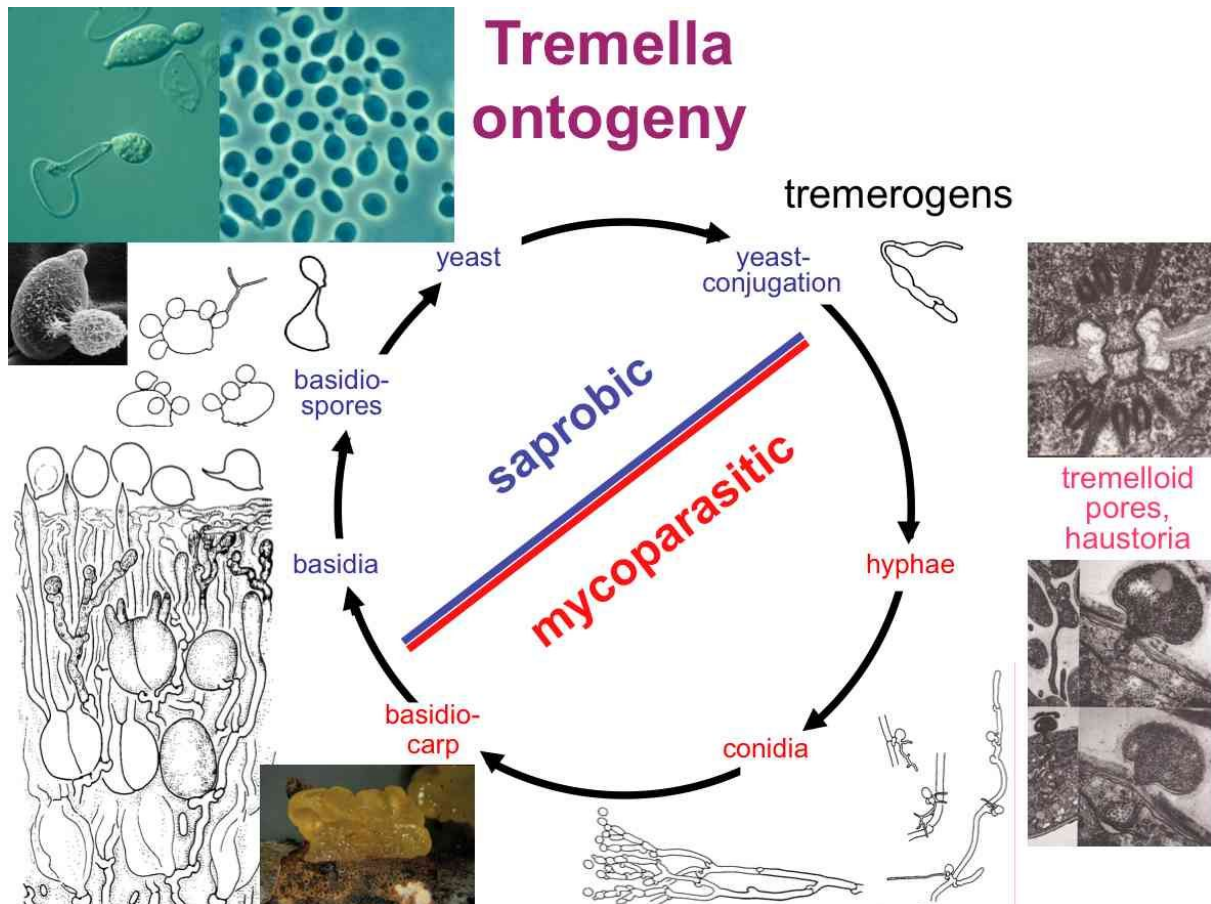 Tremella
ontogeny
tremerogens
yeast
yeast-
conjugation
basidio-
spores
saprobic
mycoparasitic
tremelloid
pores,
haustoria
basidia
hyphae
basidio-
carp
conidia